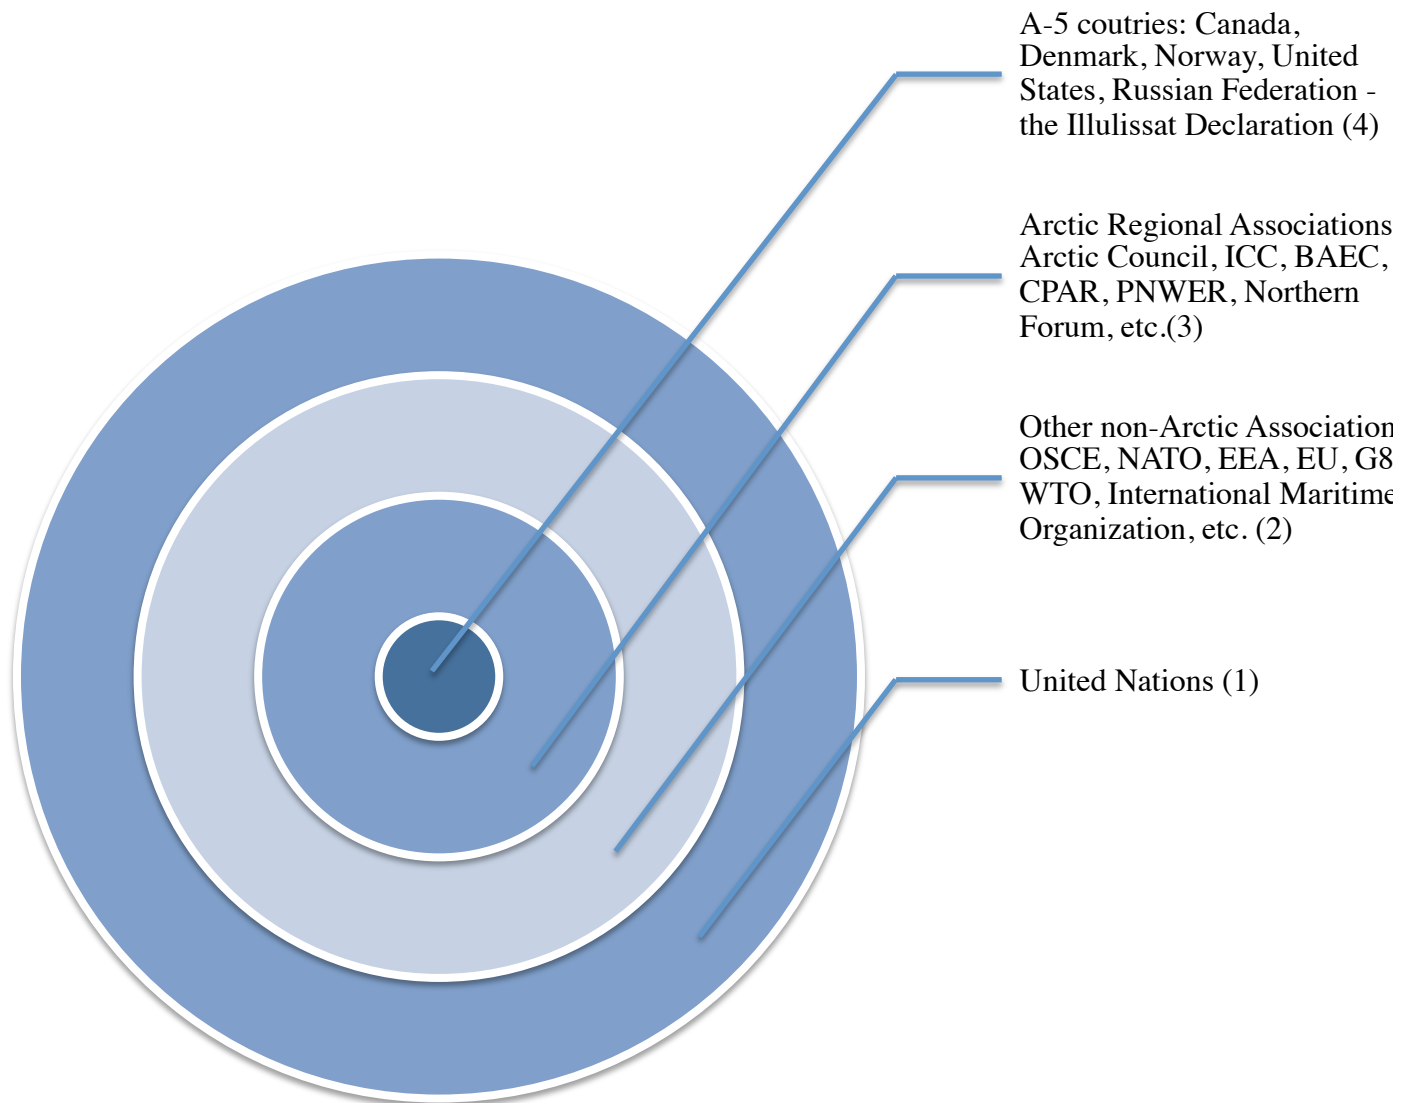 A-5 coutries: Canada,
Denmark, Norway, United
States, Russian Federation -
the Illulissat Declaration (4)
Arctic Regional Associations
Arctic Council, ICC, BAEC,
CPAR, PNWER, Northern
Forum, etc.(3)
Other non-Arctic Association
OSCE, NATO, EEA, EU, G8
WTO, International Maritime
Organization, etc. (2)
United Nations (1)